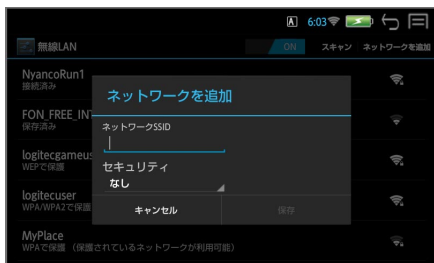 A 6:03
無線LAN ON スキャン ネットワークを追加
NyancoRun1
接続済み
ネットワークを追加
FON_FREE_IN
保存済み
ネットワークSSID
logitecgameus
WEPで保護
セキュリティ
なし
logitecuser
WPA/WPA2で保護
キャンセル 保存
MyPlace
WPAで保護（保護されているネットワークが利用可能）